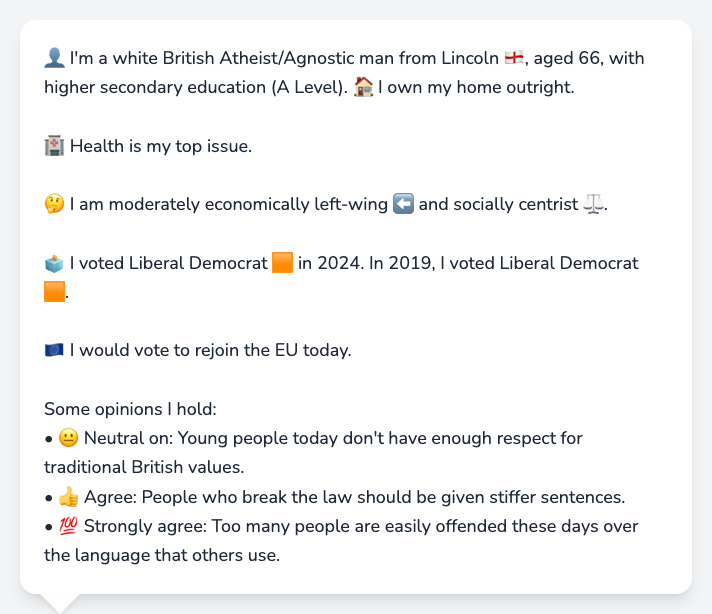 👤 I'm a white British Atheist/Agnostic man from Lincoln 🏴󠁧󠁢󠁥󠁮󠁧󠁿, aged 66, with
higher secondary education (A Level). 🏠 I own my home outright.
🏥 Health is my top issue.
🤔 I am moderately economically left-wing ⬅️ and socially centrist ⚖️.
🗳️ I voted Liberal Democrat 🟧 in 2024. In 2019, I voted Liberal Democrat
🟧.
🇪🇺 I would vote to rejoin the EU today.
Some opinions I hold:
• 😐 Neutral on: Young people today don't have enough respect for
traditional British values.
• 👍 Agree: People who break the law should be given stiffer sentences.
• 💯 Strongly agree: Too many people are easily offended these days over
the language that others use.